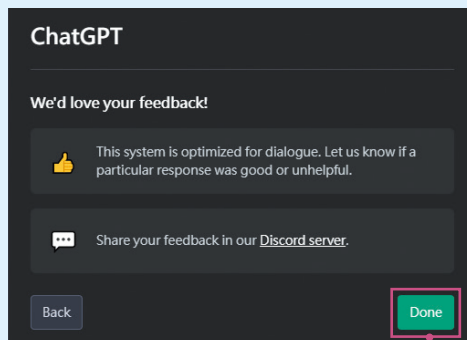 ChatGPT
We'd love your feedback!
This system is optimized for dialogue. Let us know if a
particular response was good or unhelpful.
Share your feedback in our Discord server.
Back
Done